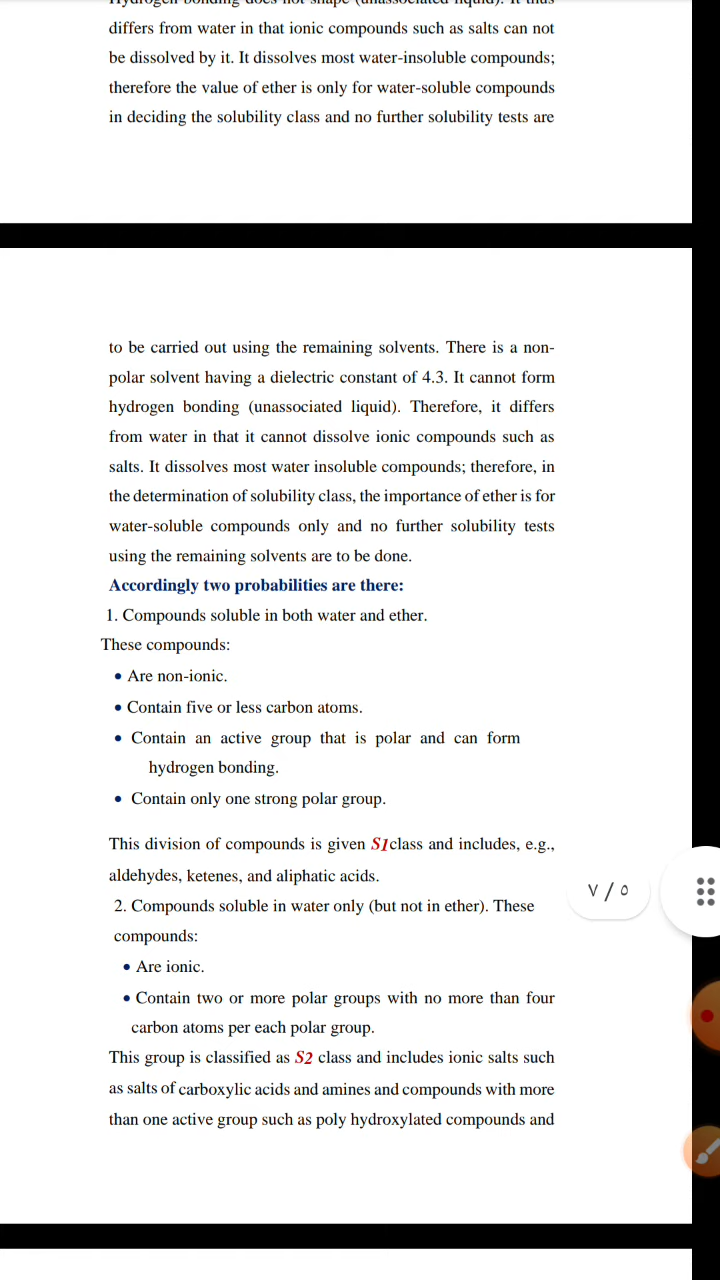 Hydrogen bonding does not shape (unassociated liquid). It thus
differs from water in that ionic compounds such as salts can not
be dissolved by it. It dissolves most water-insoluble compounds;
therefore the value of ether is only for water-soluble compounds
in deciding the solubility class and no further solubility tests are
to be carried out using the remaining solvents. There is a non-
polar solvent having a dielectric constant of 4.3. It cannot form
hydrogen bonding (unassociated liquid). Therefore, it differs
from water in that it cannot dissolve ionic compounds such as
salts. It dissolves most water insoluble compounds; therefore, in
the determination of solubility class, the importance of ether is for
water-soluble compounds only and no further solubility tests
using the remaining solvents are to be done.
Accordingly two probabilities are there:
1. Compounds soluble in both water and ether.
These compounds:
• Are non-ionic.
• Contain five or less carbon atoms.
• Contain an active group that is polar and can form
hydrogen bonding.
• Contain only one strong polar group.
This division of compounds is given S1class and includes, e.g.,
aldehydes, ketenes, and aliphatic acids.
٧ / ٥
2. Compounds soluble in water only (but not in ether). These
compounds:
• Are ionic.
• Contain two or more polar groups with no more than four
carbon atoms per each polar group.
This group is classified as S2 class and includes ionic salts such
as salts of carboxylic acids and amines and compounds with more
than one active group such as poly hydroxylated compounds and